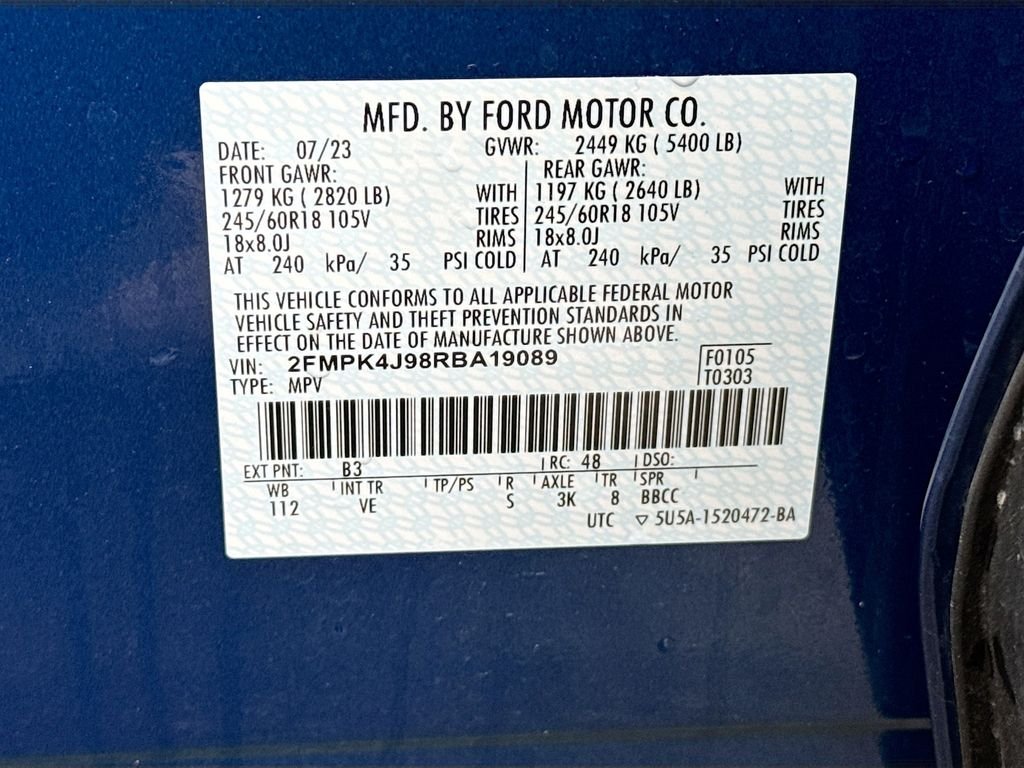 MFD. BY FORD MOTOR CO.
DATE: 07/23 GVWR: 2449 KG ( 5400 LB)
FRONT GAWR: REAR GAWR:
1279 KG ( 2820 LB) WITH 1197 KG ( 2640 LB) WITH
245/60R18 105V TIRES 245/60R18 105V TIRES
18x8.0J RIMS 18x8.0J RIMS
AT 240 kPa/ 35 PSI COLD AT 240 kPa/ 35 PSI COLD
THIS VEHICLE CONFORMS TO ALL APPLICABLE FEDERAL MOTOR
VEHICLE SAFETY AND THEFT PREVENTION STANDARDS IN
EFFECT ON THE DATE OF MANUFACTURE SHOWN ABOVE.
VIN: 2FMPK4J98RBA19089 F0105
TYPE: MPV T0303
EXT PNT: B3 RC: 48 DSO:
WB INT TR TP/PS R AXLE TR SPR
112 VE S 3K 8 BBCC
UTC ▽ 5U5A-1520472-BA